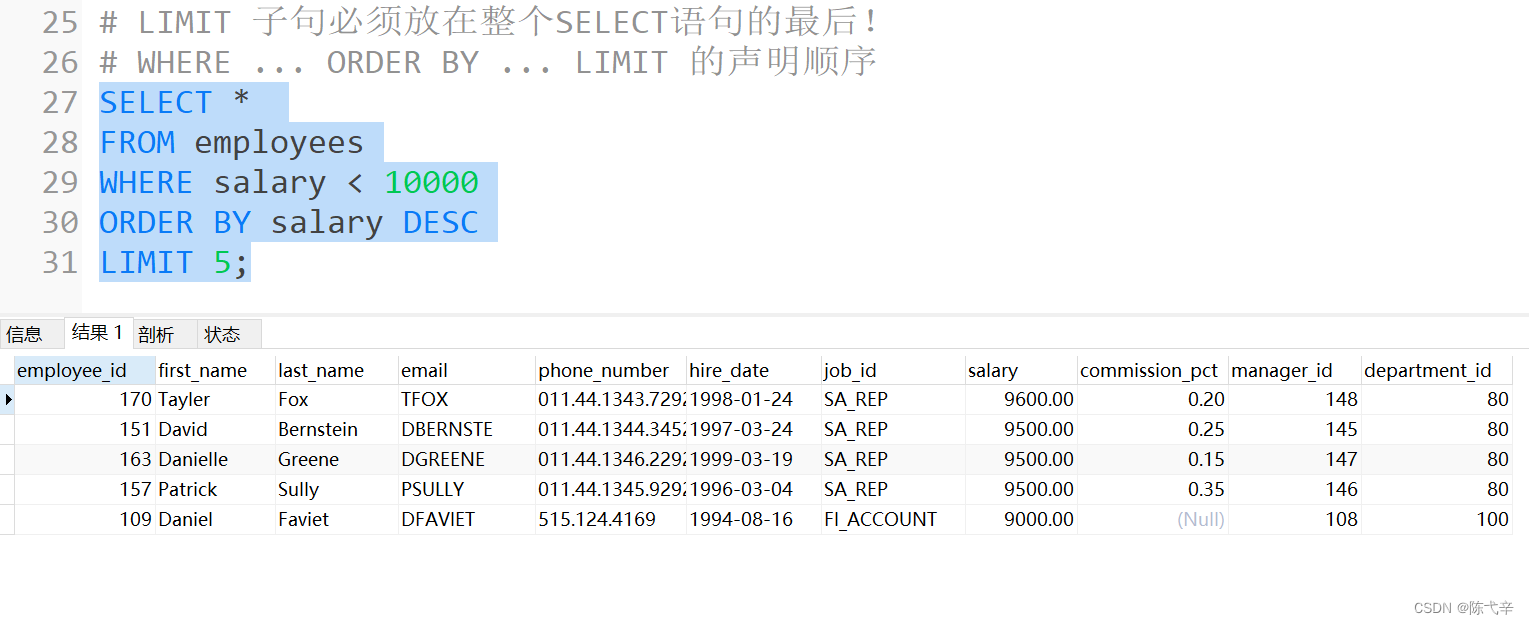 25 # LIMIT 子句必须放在整个SELECT语句的最后！
26 # WHERE ... ORDER BY ... LIMIT 的声明顺序
27 SELECT *
28 FROM employees
29 WHERE salary < 10000
30 ORDER BY salary DESC
31 LIMIT 5;
信息 结果 1 剖析 状态
employee_id first_name last_name email phone_number hire_date job_id salary commission_pct manager_id department_id
170 Tayler Fox TFOX 011.44.1343.7292 1998-01-24 SA_REP 9600.00 0.20 148 80
151 David Bernstein DBERNSTE 011.44.1344.3452 1997-03-24 SA_REP 9500.00 0.25 145 80
163 Danielle Greene DGREENE 011.44.1346.2292 1999-03-19 SA_REP 9500.00 0.15 147 80
157 Patrick Sully PSULLY 011.44.1345.9292 1996-03-04 SA_REP 9500.00 0.35 146 80
109 Daniel Faviet DFAVIET 515.124.4169 1994-08-16 FI_ACCOUNT 9000.00 (Null) 108 100
CSDN @陈弋辛